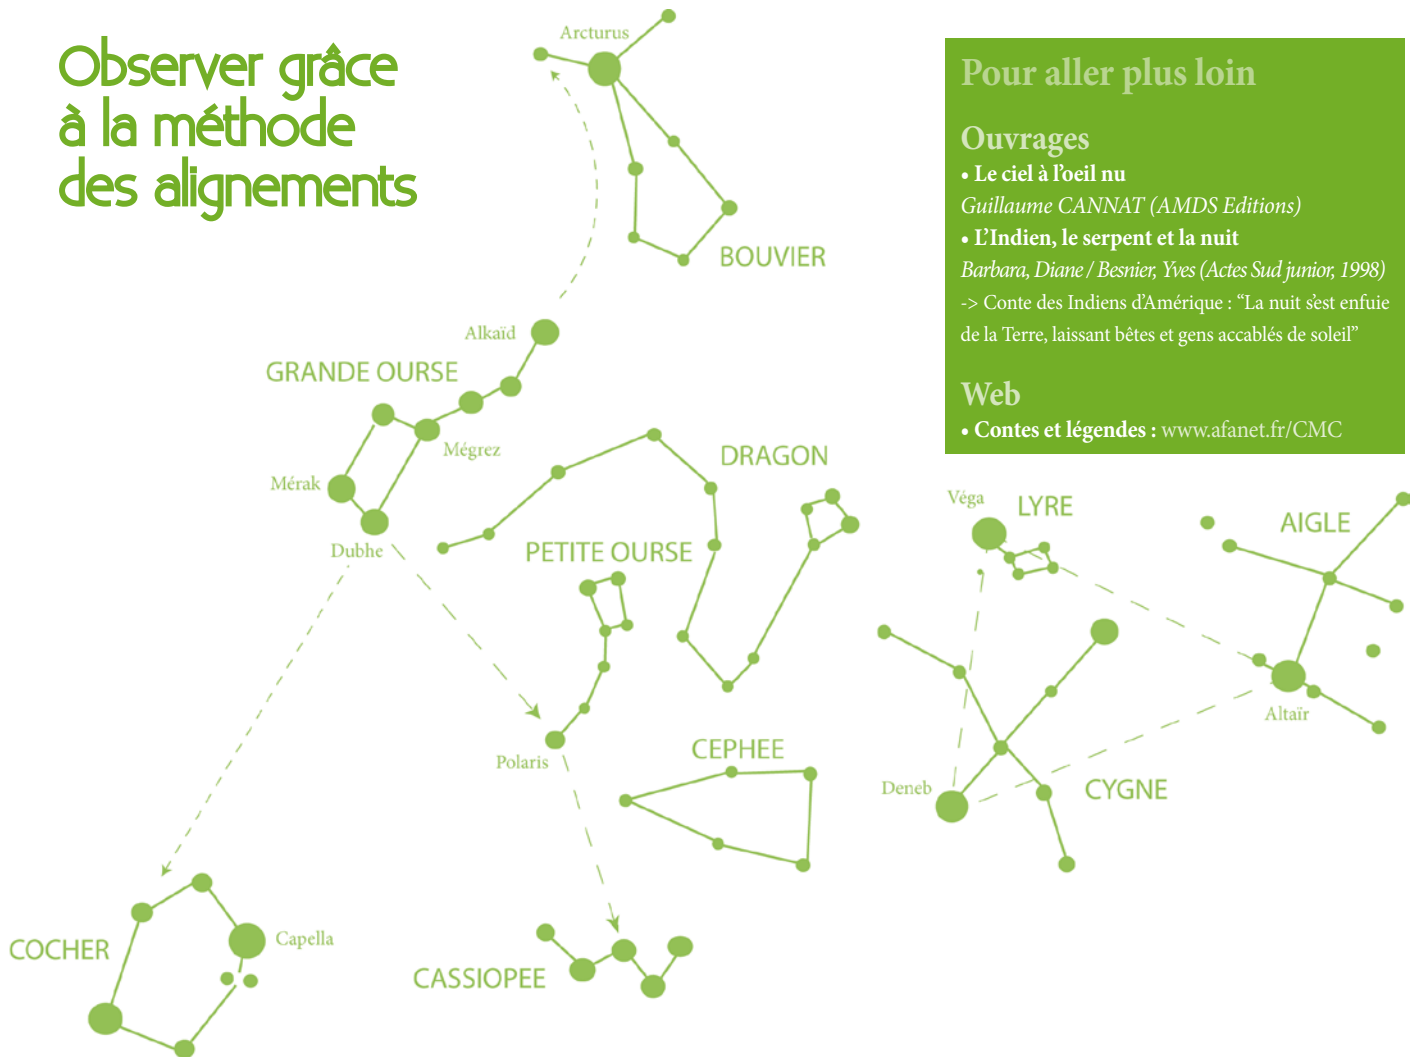 Observer grâce
à la méthode
des alignements
Pour aller plus loin
Ouvrages
• Le ciel à l’oeil nu
Guillaume CANNAT (AMDS Editions)
• L’Indien, le serpent et la nuit
Barbara, Diane / Besnier, Yves (Actes Sud junior, 1998)
-> Conte des Indiens d’Amérique : “La nuit s’est enfuie
de la Terre, laissant bêtes et gens accablés de soleil”
Web
• Contes et légendes : www.afanet.fr/CMC
Arcturus
BOUVIER
Alkaïd
GRANDE OURSE
Mégrez
Mérak
Dubhe
DRAGON
PETITE OURSE
Polaris
CEPHEE
Véga
LYRE
AIGLE
Altaïr
Deneb
CYGNE
COCHER
Capella
CASSIOPEE